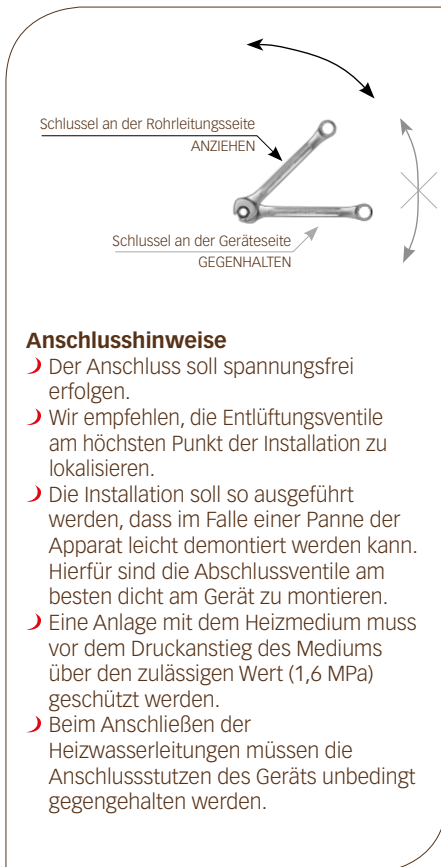 Schlussel an der Rohrleitungsseite
ANZIEHEN
Schlussel an der Geräteseite
GEGENHALTEN
Anschlusshinweise
Der Anschluss soll spannungsfrei
erfolgen.
Wir empfehlen, die Entlüftungsventile
am höchsten Punkt der Installation zu
lokalisieren.
Die Installation soll so ausgeführt
werden, dass im Falle einer Panne der
Apparat leicht demontiert werden kann.
Hierfür sind die Abschlussventile am
besten dicht am Gerät zu montieren.
Eine Anlage mit dem Heizmedium muss
vor dem Druckanstieg des Mediums
über den zulässigen Wert (1,6 MPa)
geschützt werden.
Beim Anschließen der
Heizwasserleitungen müssen die
Anschlussstutzen des Geräts unbedingt
gegengehalten werden.